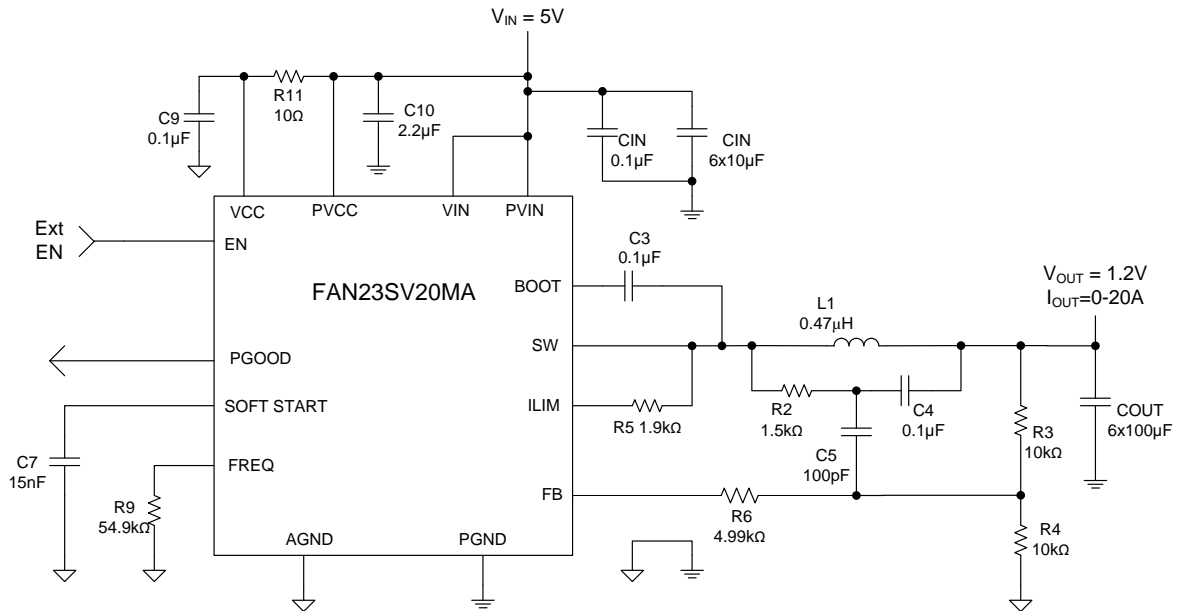 VIN = 5V
R11
10Ω
C9
0.1µF
C10
2.2µF
CIN
0.1µF
CIN
6x10µF
VCC
PVCC
VIN
PVIN
Ext
EN
EN
FAN23SV20MA
BOOT
C3
0.1µF
VOUT = 1.2V
IOUT=0-20A
L1
0.47µH
SW
PGOOD
SOFT START
ILIM
R5 1.9kΩ
R2
1.5kΩ
C4
0.1µF
COUT
6x100µF
R3
10kΩ
C7
15nF
FREQ
C5
100pF
R9
54.9kΩ
FB
R6
4.99kΩ
R4
10kΩ
AGND
PGND